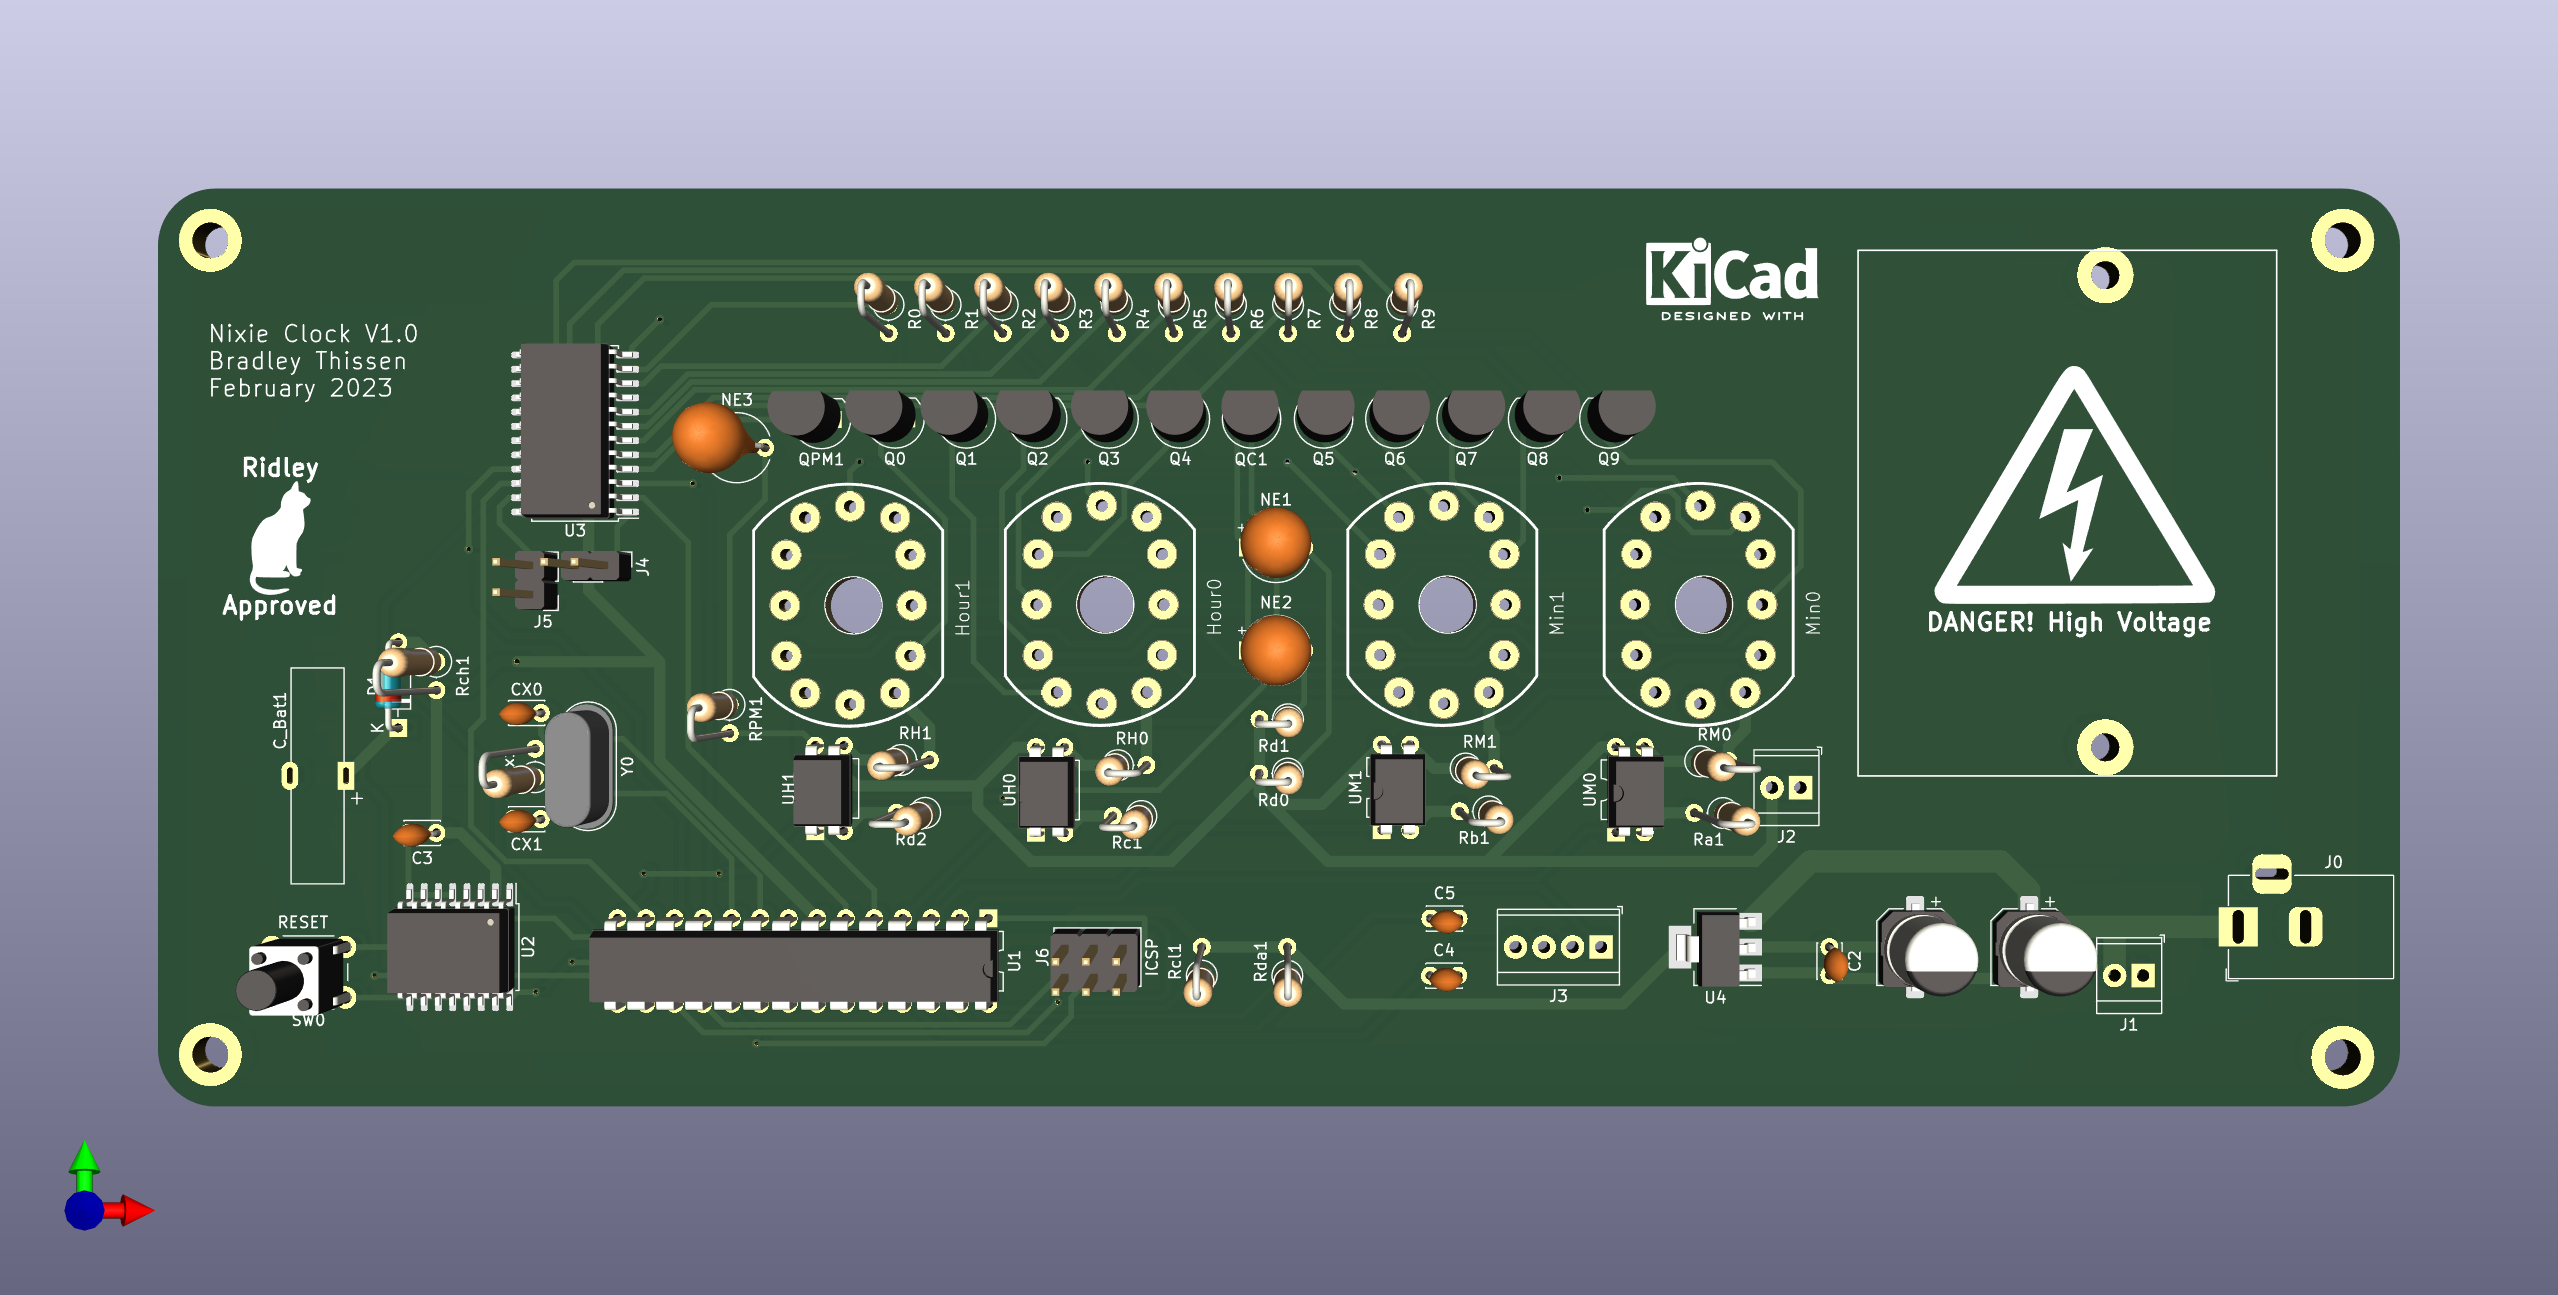 KiCad
DESIGNED WITH
Nixie Clock V1.0
Bradley Thissen
February 2023
R0
R1
R2
R3
R4
R5
R6
R7
R8
R9
NE3
QPM1
Q0
Q1
Q2
Q3
Q4
QC1
Q5
Q6
Q7
Q8
Q9
Ridley
Approved
U3
J4
J5
NE1
+
NE2
+
Hour1
Hour0
Min1
Min0
DANGER! High Voltage
Rch1
K
C_Bat1
+
CX0
CX1
Y0
RPM1
C3
UH1
RH1
Rd2
UH0
RH0
Rc1
Rd1
Rd0
UM1
RM1
Rb1
UM0
RM0
Ra1
J2
J0
RESET
SW0
U2
U1
J6
ICSP
Rcl1
Rda1
C5
C4
J3
U4
C2
+
+
J1